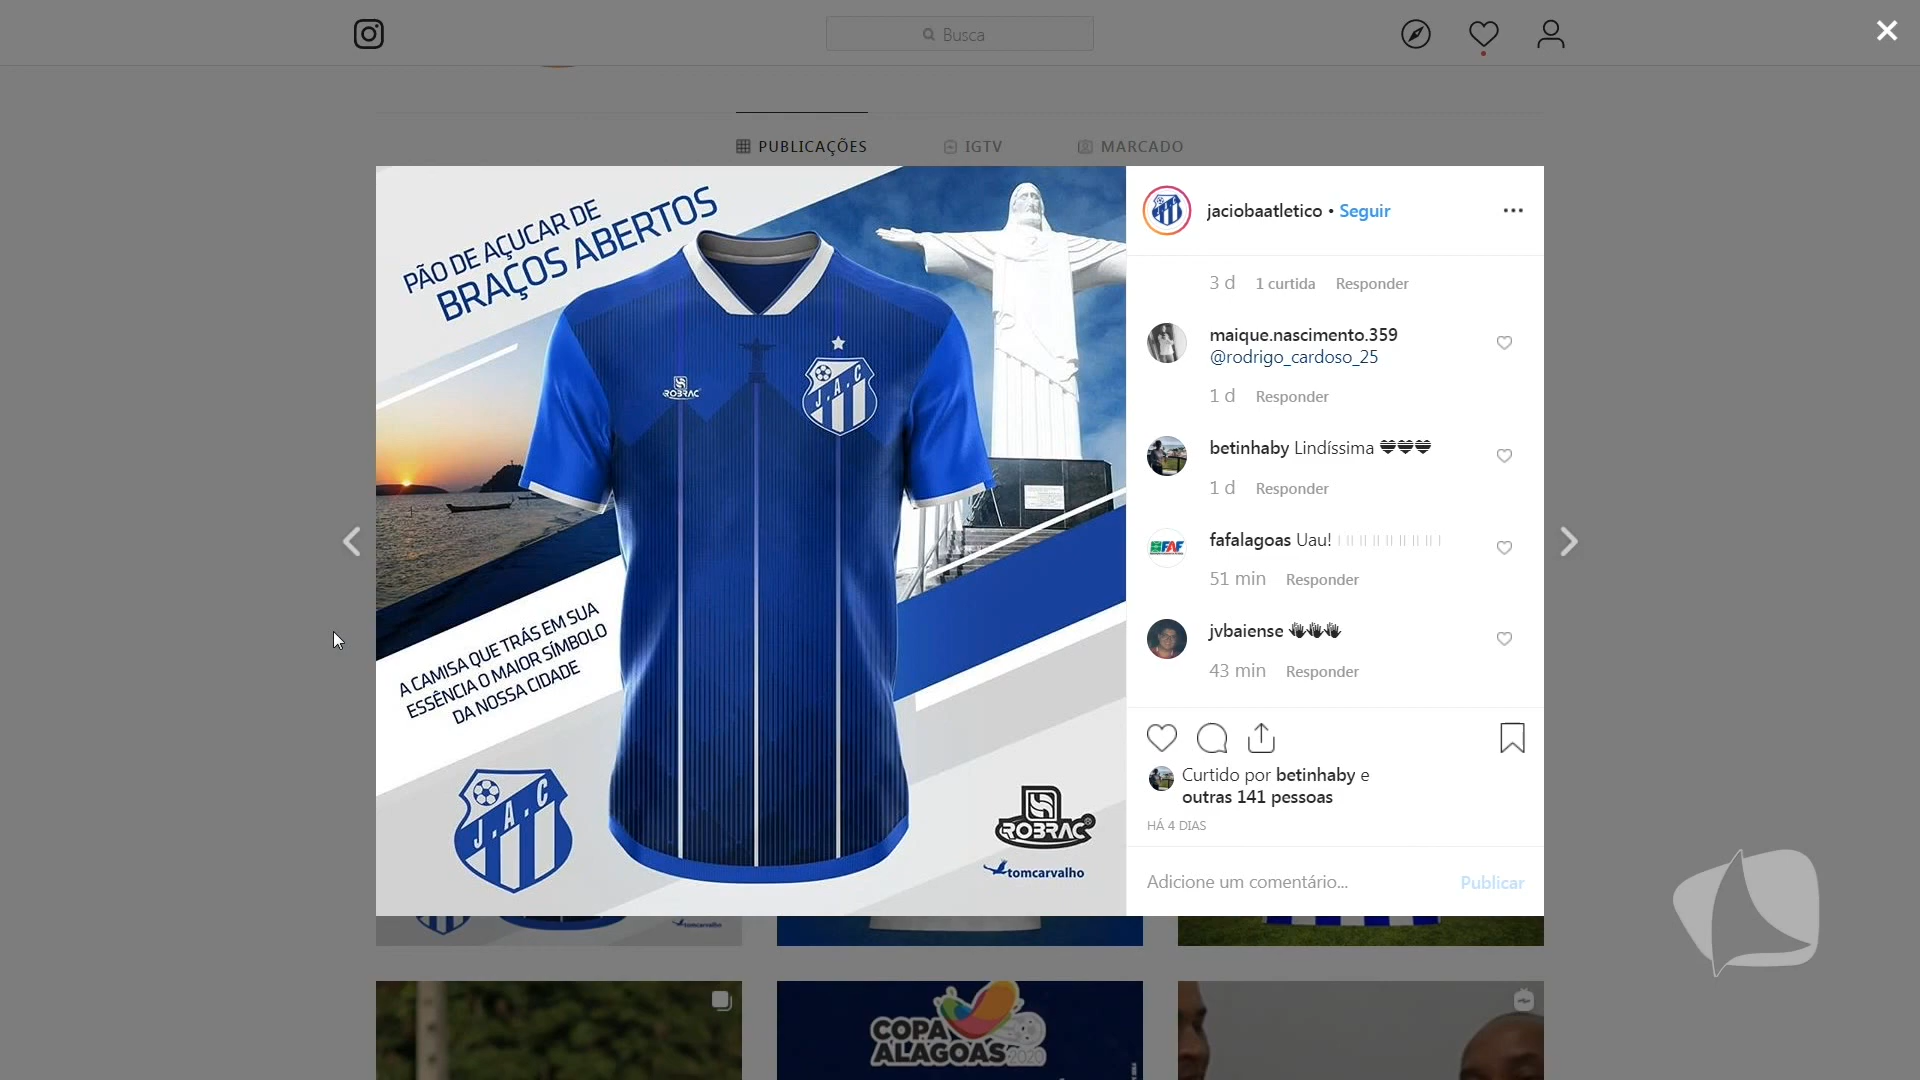 Busca
PUBLICAÇÕES
IGTV
MARCADO
PÃO DE AÇUCAR DE
BRAÇOS ABERTOS
ROBRAC
J.A.C
A CAMISA QUE TRÁS EM SUA
ESSÊNCIA O MAIOR SÍMBOLO
DA NOSSA CIDADE
J.A.C
ROBRAC
tomcarvalho
jaciobaatletico • Seguir
3 d 1 curtida Responder
maique.nascimento.359
@rodrigo_cardoso_25
1 d Responder
betinhaby Lindíssima
1 d Responder
FAF
fafalagoas Uau!
51 min Responder
jvbaiense
43 min Responder
Curtido por betinhaby e
outras 141 pessoas
HÁ 4 DIAS
Adicione um comentário... Publicar
tomcarvalho
COPA
ALAGOAS 2020